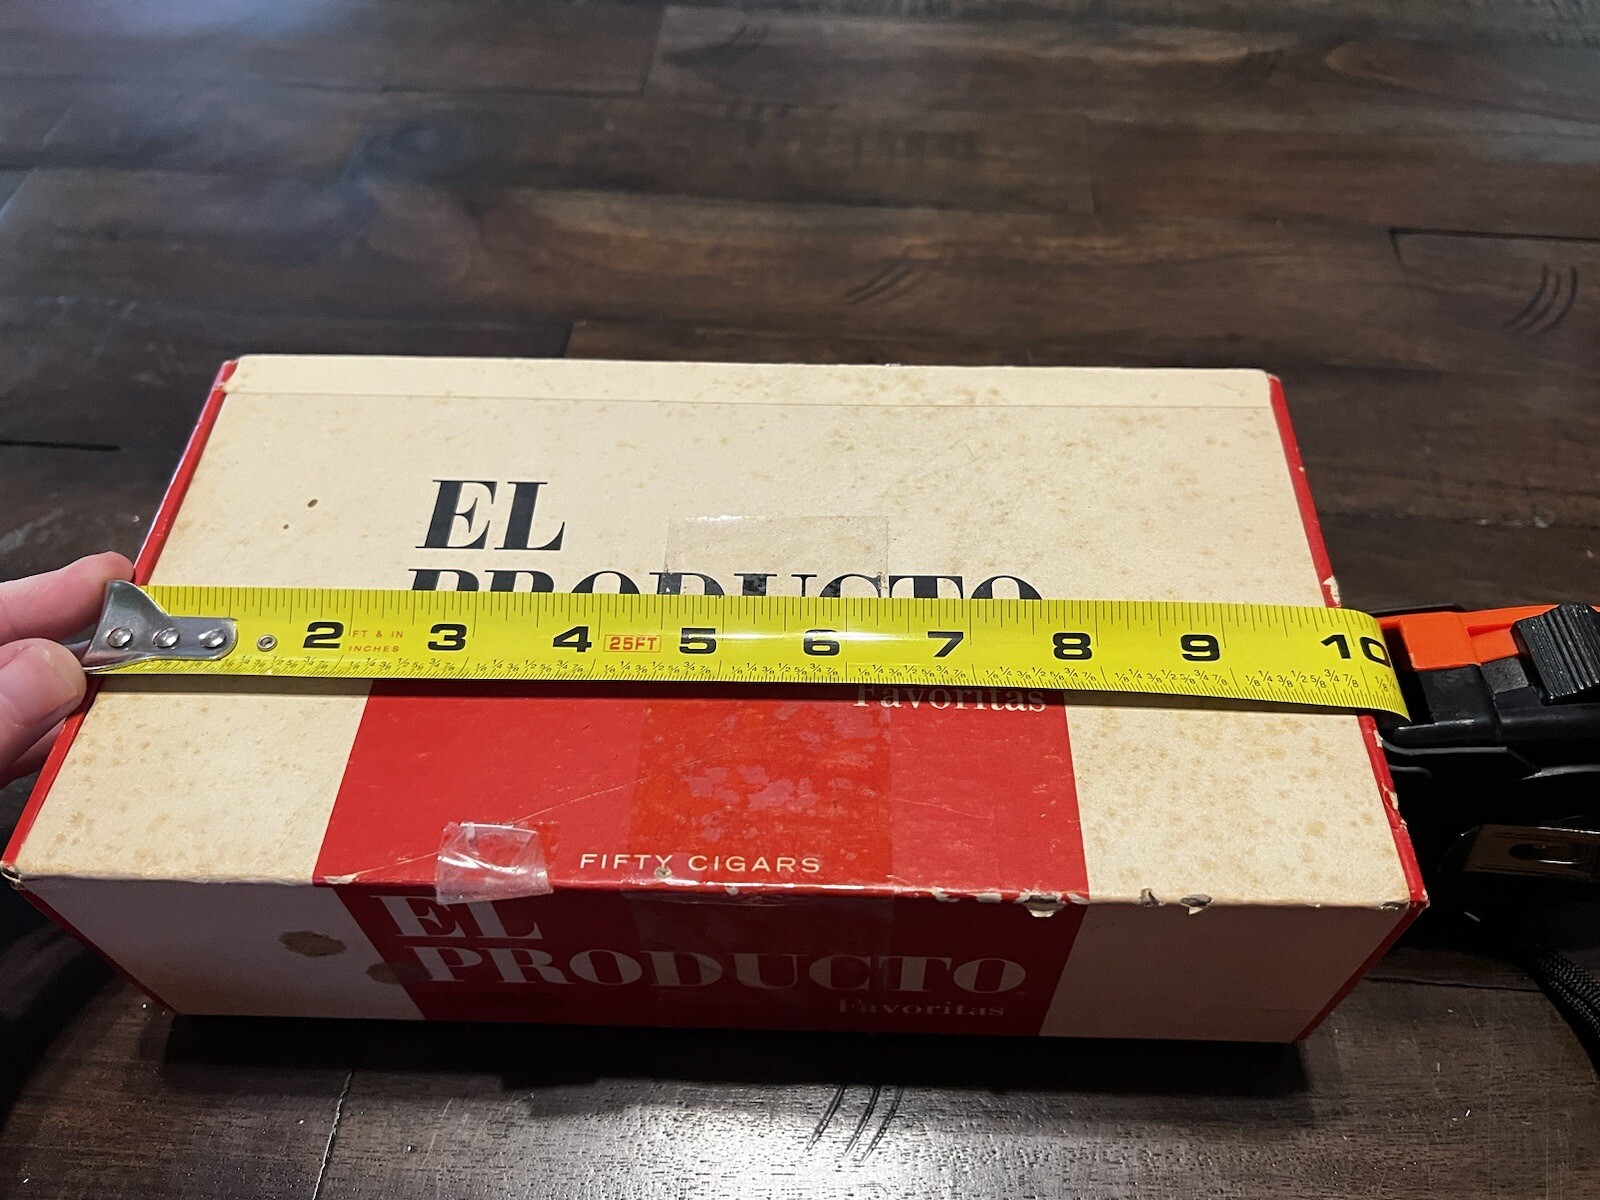 EL
PRODUCTO
2 FT & IN INCHES 3 4 25FT 5 6 7 8 9 10
Favoritas
FIFTY CIGARS
EL
PRODUCTO
Favoritas